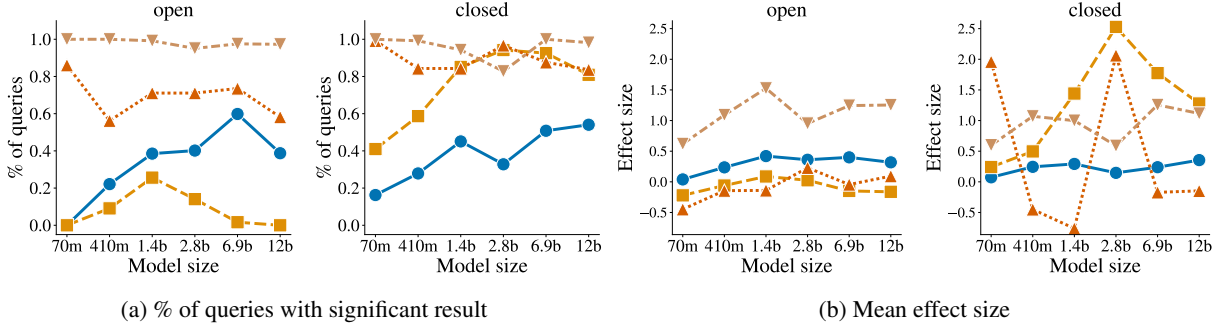 open
% of queries
1.0
0.8
0.6
0.4
0.2
0.0
70m 410m 1.4b 2.8b 6.9b 12b
Model size
closed
% of queries
1.0
0.8
0.6
0.4
0.2
0.0
70m 410m 1.4b 2.8b 6.9b 12b
Model size
(a) % of queries with significant result
open
Effect size
2.5
2.0
1.5
1.0
0.5
0.0
−0.5
70m 410m 1.4b 2.8b 6.9b 12b
Model size
closed
Effect size
2.5
2.0
1.5
1.0
0.5
0.0
−0.5
70m 410m 1.4b 2.8b 6.9b 12b
Model size
(b) Mean effect size